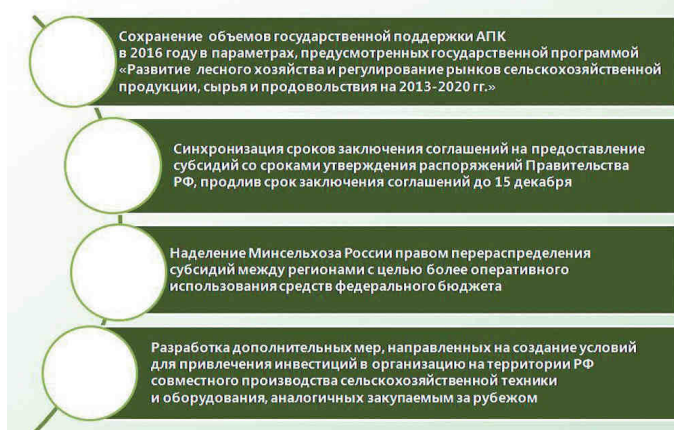 Сохранение объемов государственной поддержки АПК
в 2016 году в параметрах, предусмотренных государственной программой
«Развитие лесного хозяйства и регулирование рынков сельскохозяйственной
продукции, сырья и продовольствия на 2013-2020 гг.»
Синхронизация сроков заключения соглашений на предоставление
субсидий со сроками утверждения распоряжений Правительства
РФ, продлив срок заключения соглашений до 15 декабря
Наделение Минсельхоза России правом перераспределения
субсидий между регионами с целью более оперативного
использования средств федерального бюджета
Разработка дополнительных мер, направленных на создание условий
для привлечения инвестиций в организацию на территории РФ
совместного производства сельскохозяйственной техники
и оборудования, аналогичных закупаемым за рубежом